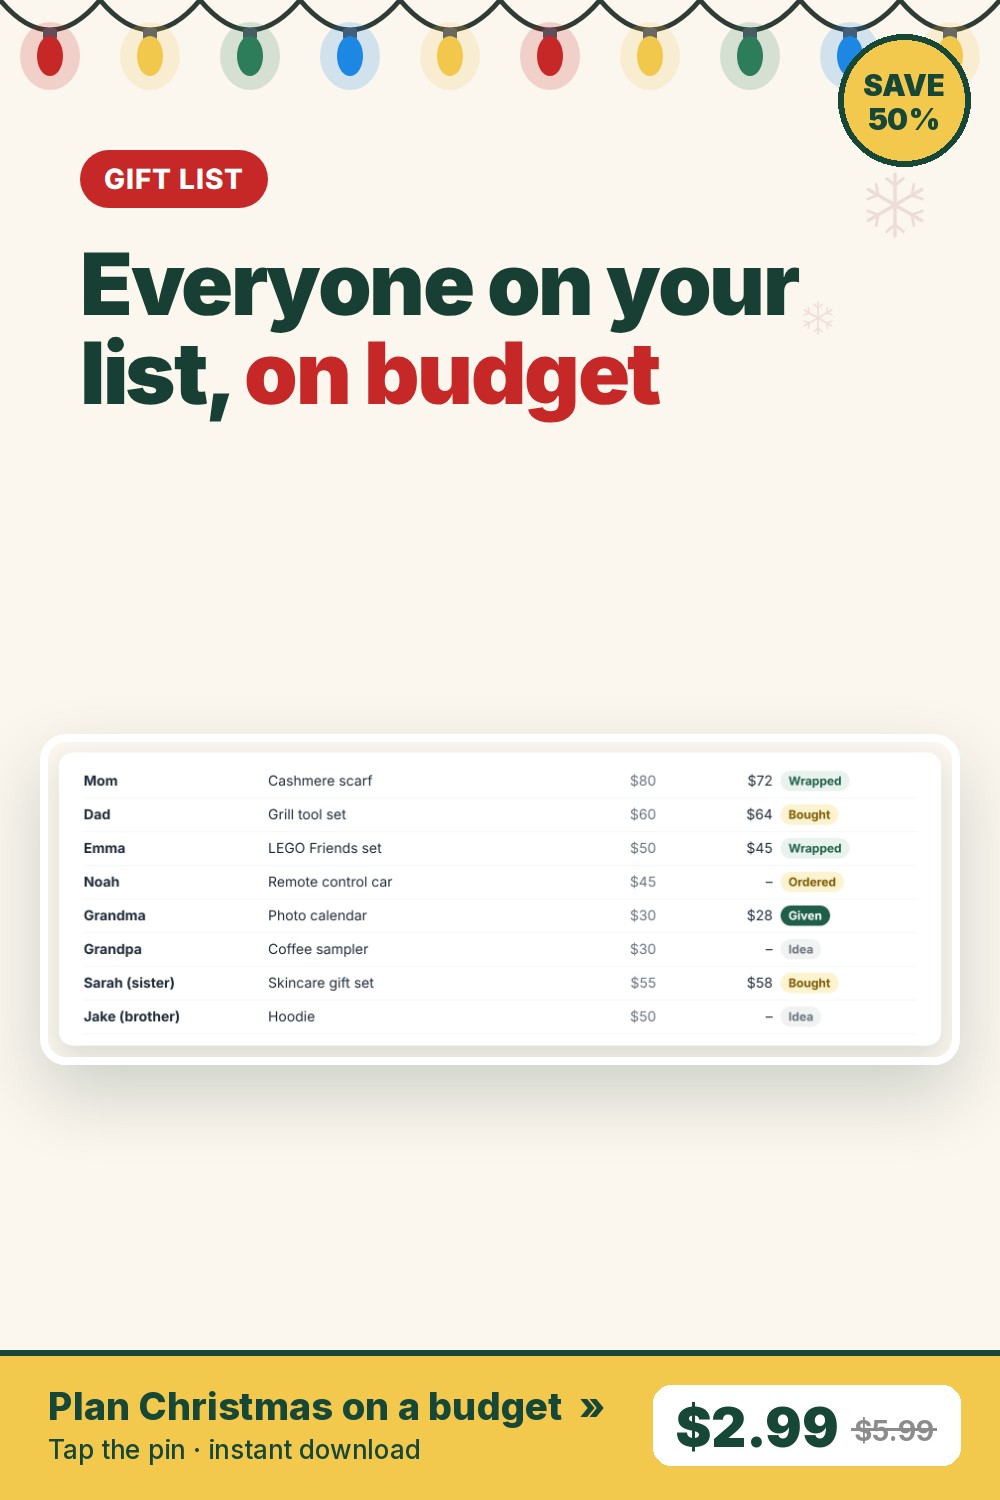 SAVE
50%
GIFT LIST
Everyone on your
list, on budget
Mom Cashmere scarf $80 $72 Wrapped
Dad Grill tool set $60 $64 Bought
Emma LEGO Friends set $50 $45 Wrapped
Noah Remote control car $45 – Ordered
Grandma Photo calendar $30 $28 Given
Grandpa Coffee sampler $30 – Idea
Sarah (sister) Skincare gift set $55 $58 Bought
Jake (brother) Hoodie $50 – Idea
Plan Christmas on a budget »
Tap the pin · instant download
$2.99 $5.99